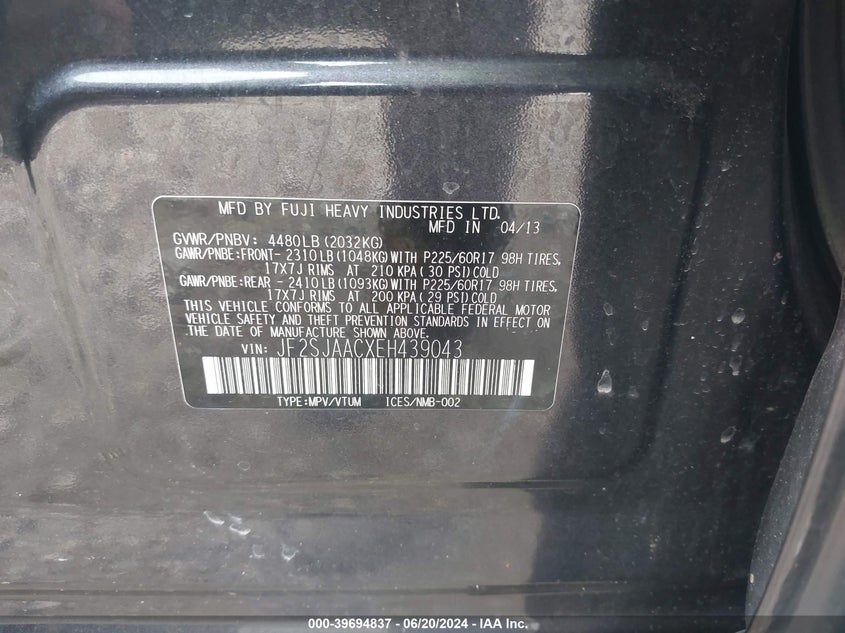 MFD BY FUJI HEAVY INDUSTRIES LTD.
MFD IN 04/13
GVWR/PNBV: 4480LB(2032KG)
GAWR/PNBE:FRONT- 2310LB(1048KG)WITH P225/60R17 98H TIRES,
17X7J RIMS AT 210 KPA(30 PSI)COLD
GAWR/PNBE:REAR - 2410LB(1093KG)WITH P225/60R17 98H TIRES,
17X7J RIMS AT 200 KPA(29 PSI)COLD
THIS VEHICLE CONFORMS TO ALL APPLICABLE FEDERAL MOTOR
VEHICLE SAFETY AND THEFT PREVENTION STANDARDS IN EFFECT ON
THE DATE OF MANUFACTURE SHOWN ABOVE.
VIN: JF2SJAACXEH439043
TYPE:MPV/VTUM ICES/NMB-002
000-39694837 - 06/20/2024 - IAA Inc.